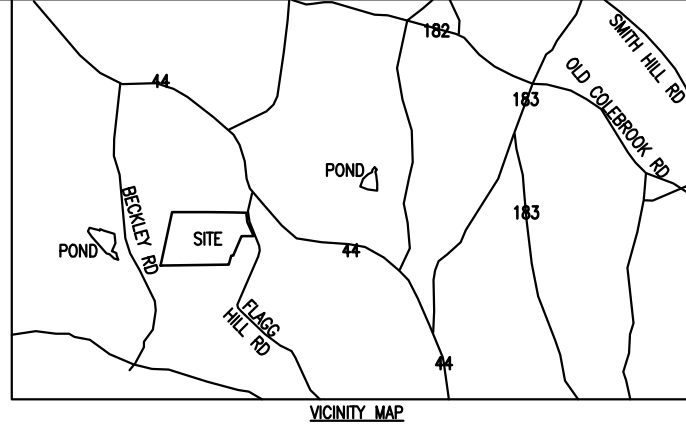 182
SMITH HILL RD
44
OLD COLEBROOK RD
183
POND
BECKLEY RD
183
SITE
POND
44
FLAGG
HILL RD
44
VICINITY MAP